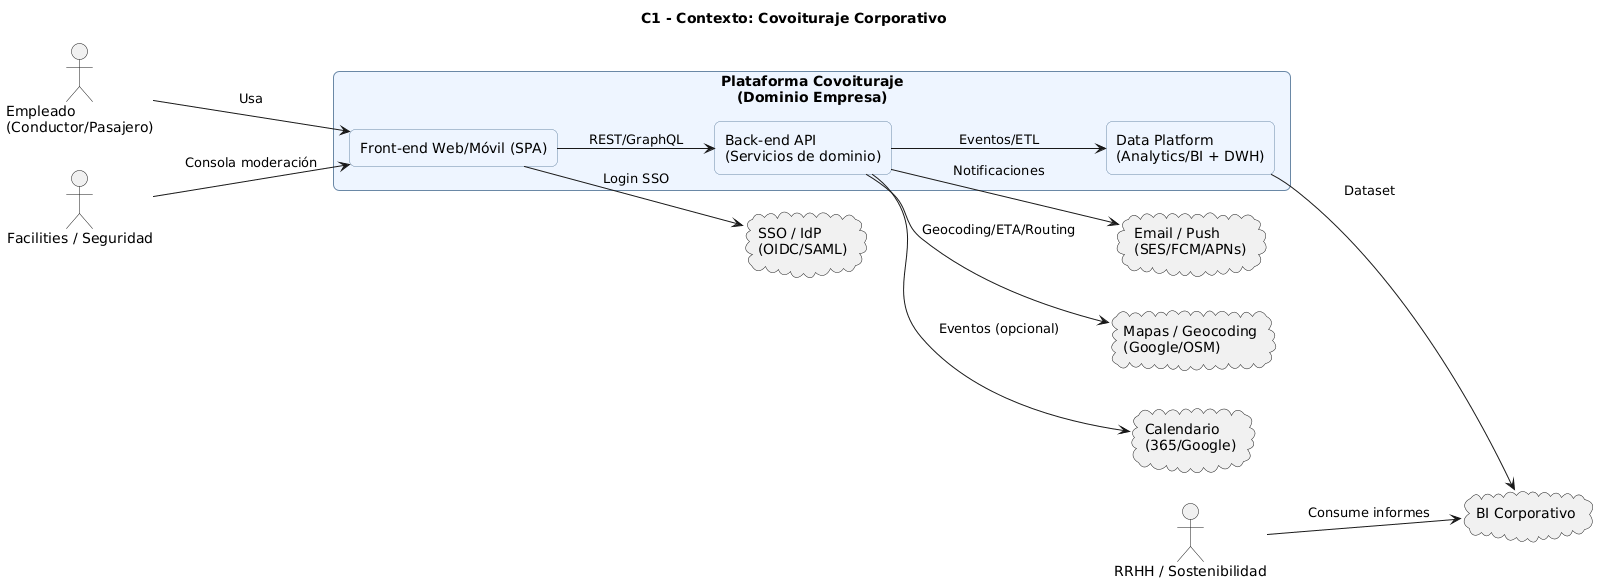 C1 - Contexto: Covoituraje Corporativo
Empleado
(Conductor/Pasajero)
Usa
Facilities / Seguridad
Consola moderación
Plataforma Covoituraje
(Dominio Empresa)
Front-end Web/Móvil (SPA)
REST/GraphQL
Back-end API
(Servicios de dominio)
Eventos/ETL
Data Platform
(Analytics/BI + DWH)
Login SSO
Notificaciones
Dataset
SSO / IdP
(OIDC/SAML)
Geocoding/ETA/Routing
Email / Push
(SES/FCM/APNs)
Eventos (opcional)
Mapas / Geocoding
(Google/OSM)
Calendario
(365/Google)
RRHH / Sostenibilidad
Consume informes
BI Corporativo